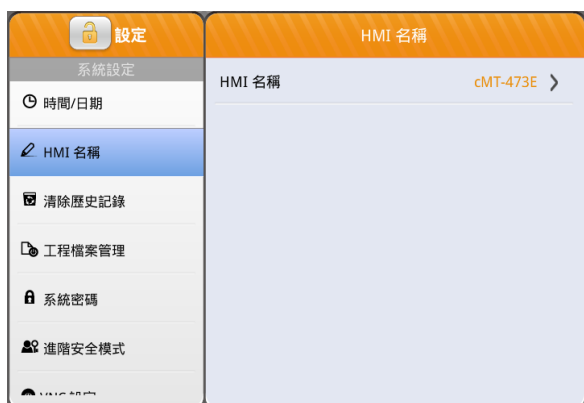 設定
系統設定
時間/日期
HMI 名稱
清除歷史記錄
工程檔案管理
系統密碼
進階安全模式
HMI 名稱
HMI 名稱
cMT-473E